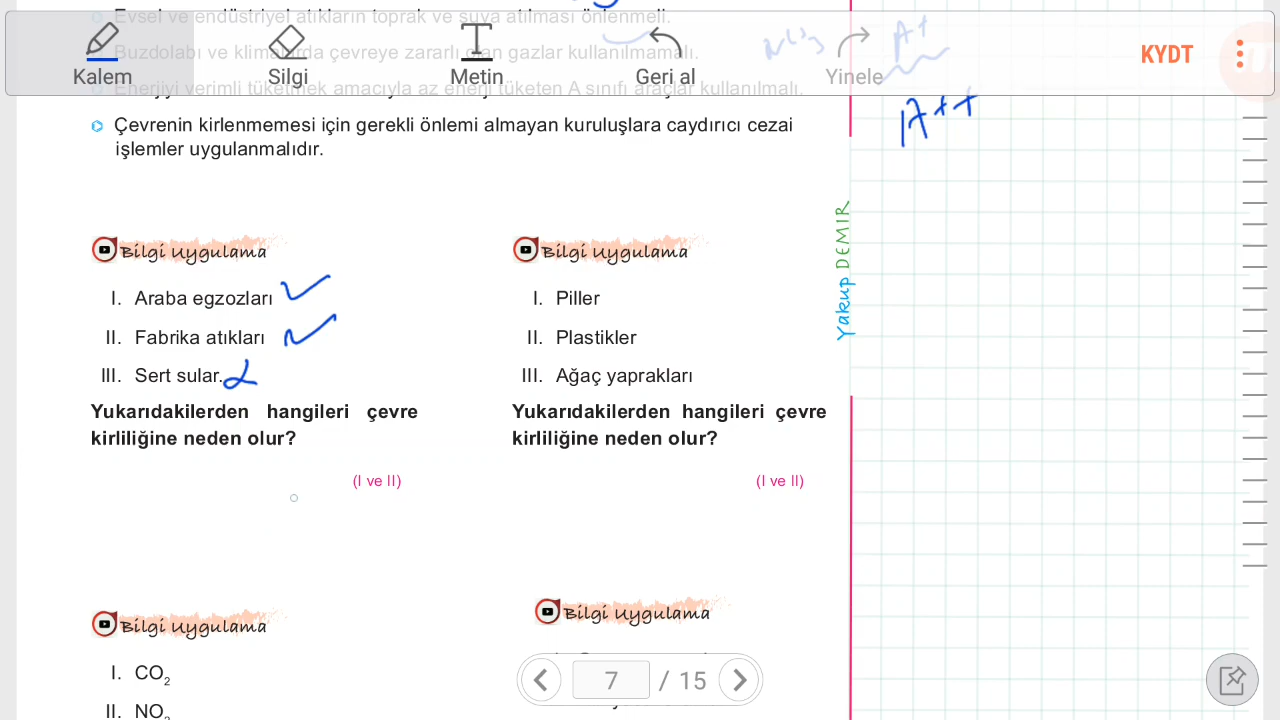 Evsel ve endüstriyel atıkların toprak ve suya atılması önlenmeli.
Buzdolabı ve klimalarda çevreye zararlı olan gazlar kullanılmamalı.
Enerjiyi verimli tüketmek amacıyla az enerji tüketen A sınıfı araçlar kullanılmalı.
Kalem
Silgi
Metin
Geri al
Yinele
KYDT
A+
A++
Çevrenin kirlenmemesi için gerekli önlemi almayan kuruluşlara caydırıcı cezai
işlemler uygulanmalıdır.
Yakup DEMIR
Bilgi Uygulama
I. Araba egzozları
II. Fabrika atıkları
III. Sert sular.
Yukarıdakilerden hangileri çevre
kirliliğine neden olur?
(I ve II)
Bilgi Uygulama
I. Piller
II. Plastikler
III. Ağaç yaprakları
Yukarıdakilerden hangileri çevre
kirliliğine neden olur?
(I ve II)
Bilgi Uygulama
I. CO₂
II. NO₂
Bilgi Uygulama
7 / 15